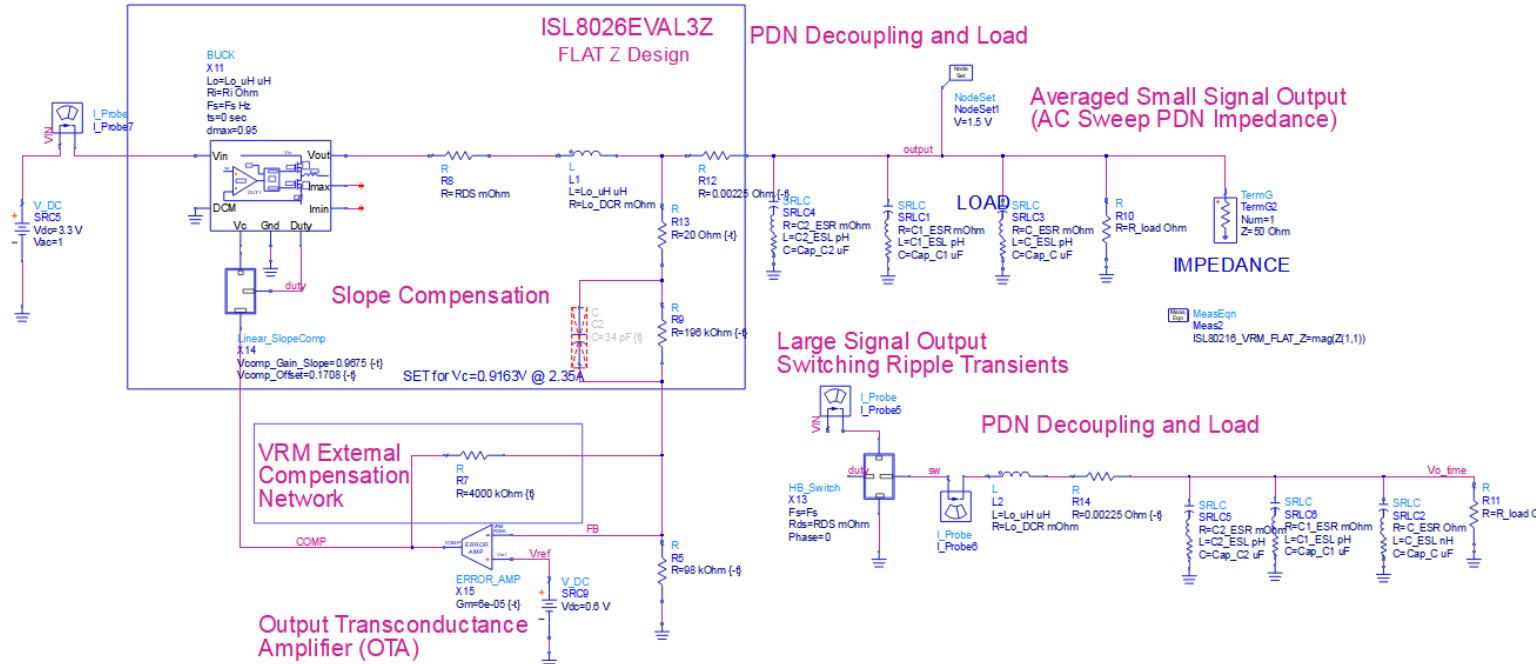 ISL8026EVAL3Z
FLAT Z Design
PDN Decoupling and Load
BUCK
X11
Lo=Lo_uH uH
Ri=Ri Ohm
Fs=Fs Hz
ts=0 sec
dmax=0.95
I_Probe
I_Probe7
VIN
V_DC
SRC5
Vdc=3.3 V
Vac=1
Vin
Vout
Imax
Imin
DCM
Vc
Gnd
Duty
duty
R
R8
R=RDS mOhm
L
L1
L=Lo_uH uH
R=Lo_DCR mOhm
R
R12
R=0.00225 Ohm {-t}
R
R13
R=20 Ohm {-t}
Slope Compensation
C
C2
C=34 pF {t}
R
R9
R=196 kOhm {-t}
Linear_SlopeComp
X14
Vcomp_Gain_Slope=0.9675 {-t}
Vcomp_Offset=0.1708 {-t}
SET for Vc=0.9163V @ 2.35A
Node
Set
NodeSet
NodeSet1
V=1.5 V
Averaged Small Signal Output
(AC Sweep PDN Impedance)
output
SRLC
SRLC4
R=C2_ESR mOhm
L=C2_ESL pH
C=Cap_C2 uF
SRLC
SRLC1
R=C1_ESR mOhm
L=C1_ESL pH
C=Cap_C1 uF
LOAD
SRLC
SRLC3
R=C_ESR mOhm
L=C_ESL pH
C=Cap_C uF
R
R10
R=R_load Ohm
TermG
TermG2
Num=1
Z=50 Ohm
IMPEDANCE
Meas
Eqn
MeasEqn
Meas2
ISL80216_VRM_FLAT_Z=mag(Z(1,1))
VRM External
Compensation
Network
R
R7
R=4000 kOhm {t}
COMP
COMP
ERROR
AMP
Vref
FB
Vref
ERROR_AMP
X15
Gm=6e-05 {-t}
V_DC
SRC9
Vdc=0.6 V
R
R5
R=98 kOhm {-t}
Output Transconductance
Amplifier (OTA)
Large Signal Output
Switching Ripple Transients
I_Probe
I_Probe5
VIN
PDN Decoupling and Load
duty
HB_Switch
X13
Fs=Fs
Rds=RDS mOhm
Phase=0
sw
I_Probe
I_Probe6
L
L2
L=Lo_uH uH
R=Lo_DCR mOhm
R
R14
R=0.00225 Ohm {-t}
Vo_time
SRLC
SRLC5
R=C2_ESR mOhm
L=C2_ESL pH
C=Cap_C2 uF
SRLC
SRLC6
R=C1_ESR mOhm
L=C1_ESL pH
C=Cap_C1 uF
SRLC
SRLC2
R=C_ESR Ohm
L=C_ESL nH
C=Cap_C uF
R
R11
R=R_load O